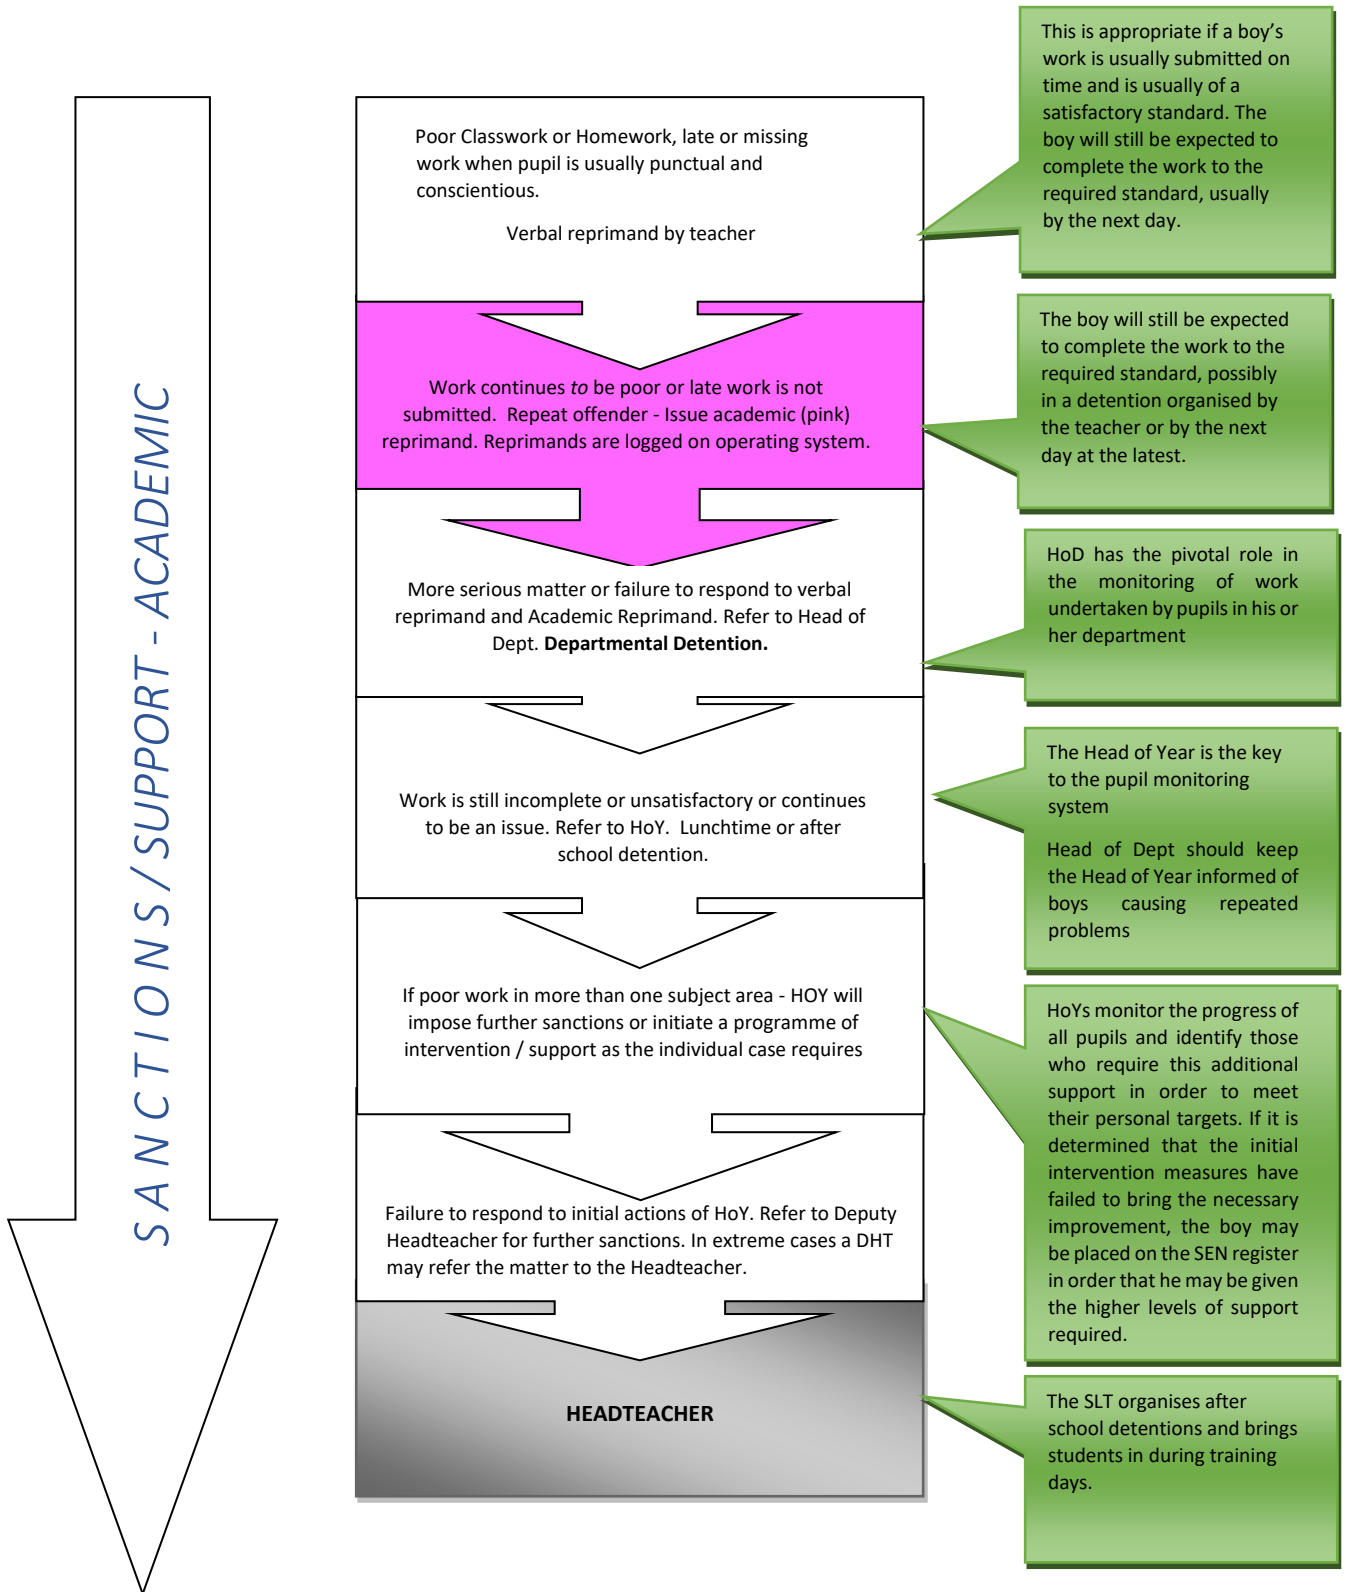 SANCTIONS/SUPPORT - ACADEMIC
Poor Classwork or Homework, late or missing
work when pupil is usually punctual and
conscientious.
Verbal reprimand by teacher
This is appropriate if a boy’s
work is usually submitted on
time and is usually of a
satisfactory standard. The
boy will still be expected to
complete the work to the
required standard, usually
by the next day.
Work continues to be poor or late work is not
submitted. Repeat offender - Issue academic (pink)
reprimand. Reprimands are logged on operating system.
The boy will still be expected
to complete the work to the
required standard, possibly
in a detention organised by
the teacher or by the next
day at the latest.
More serious matter or failure to respond to verbal
reprimand and Academic Reprimand. Refer to Head of
Dept. Departmental Detention.
HoD has the pivotal role in
the monitoring of work
undertaken by pupils in his or
her department
Work is still incomplete or unsatisfactory or continues
to be an issue. Refer to HoY. Lunchtime or after
school detention.
The Head of Year is the key
to the pupil monitoring
system
Head of Dept should keep
the Head of Year informed of
boys causing repeated
problems
If poor work in more than one subject area - HOY will
impose further sanctions or initiate a programme of
intervention / support as the individual case requires
HoYs monitor the progress of
all pupils and identify those
who require this additional
support in order to meet
their personal targets. If it is
determined that the initial
intervention measures have
failed to bring the necessary
improvement, the boy may
be placed on the SEN register
in order that he may be given
the higher levels of support
required.
Failure to respond to initial actions of HoY. Refer to Deputy
Headteacher for further sanctions. In extreme cases a DHT
may refer the matter to the Headteacher.
HEADTEACHER
The SLT organises after
school detentions and brings
students in during training
days.